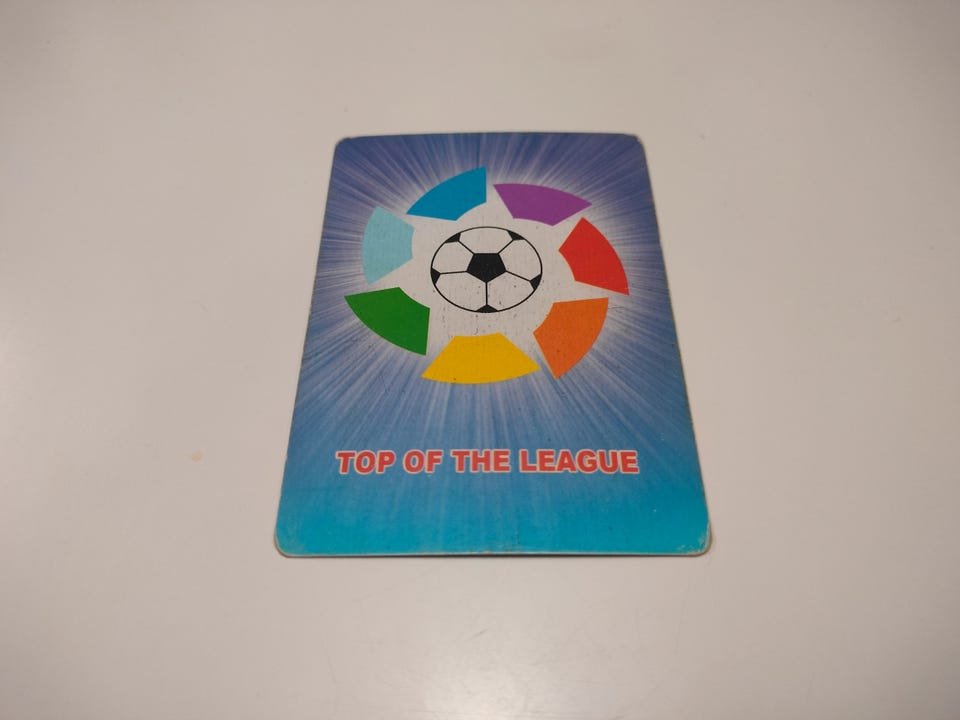 TOP OF THE LEAGUE